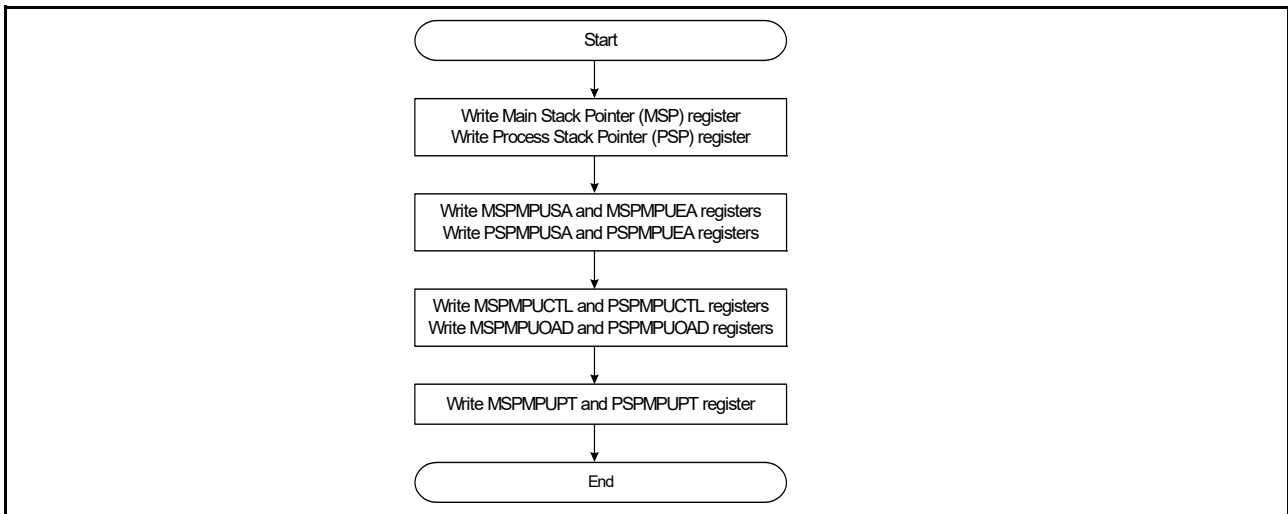 Start
Write Main Stack Pointer (MSP) register
Write Process Stack Pointer (PSP) register
Write MSPMPUSA and MSPMPUEA registers
Write PSPMPUSA and PSPMPUEA registers
Write MSPMPUCTL and PSPMPUCTL registers
Write MSPMPUOAD and PSPMPUOAD registers
Write MSPMPUPT and PSPMPUPT register
End